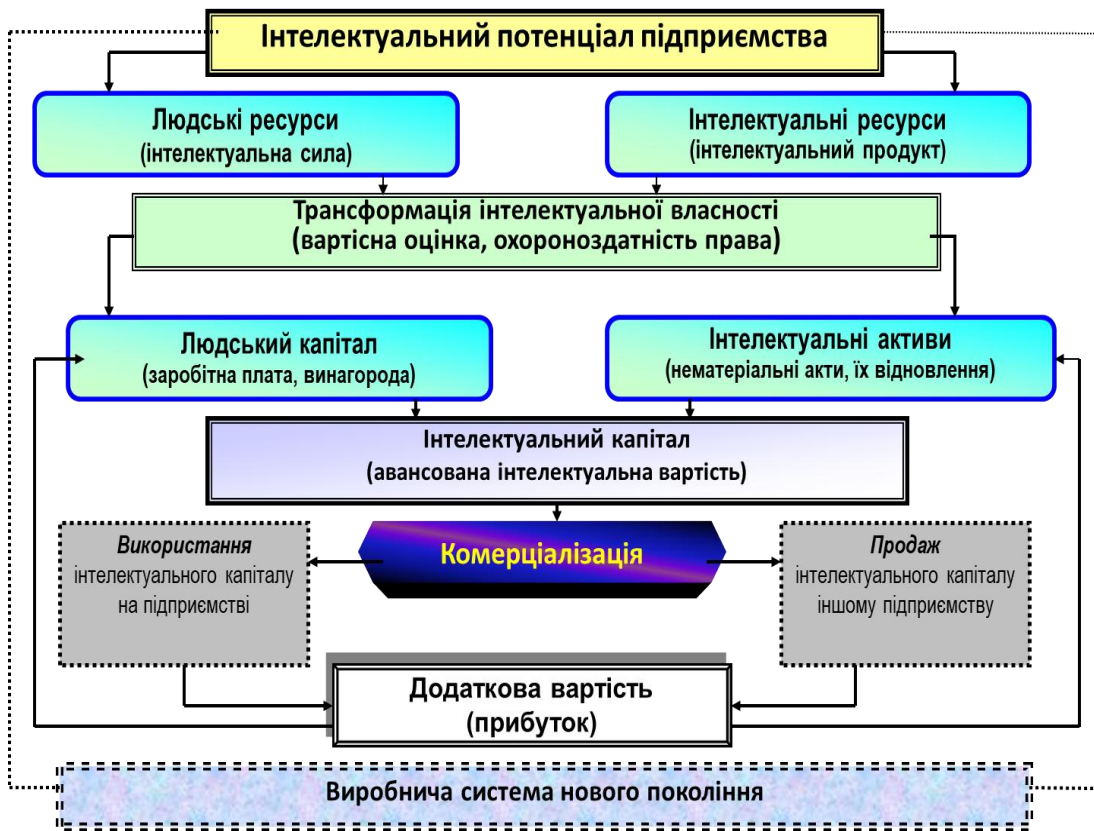 Інтелектуальний потенціал підприємства
Людські ресурси
(інтелектуальна сила)
Інтелектуальні ресурси
(інтелектуальний продукт)
Трансформація інтелектуальної власності
(вартісна оцінка, охороноздатність права)
Людський капітал
(заробітна плата, винагорода)
Інтелектуальні активи
(нематеріальні акти, їх відновлення)
Інтелектуальний капітал
(авансована інтелектуальна вартість)
Використання
інтелектуального капіталу
на підприємстві
Комерціалізація
Продаж
інтелектуального капіталу
іншому підприємству
Додаткова вартість
(прибуток)
Виробнича система нового покоління